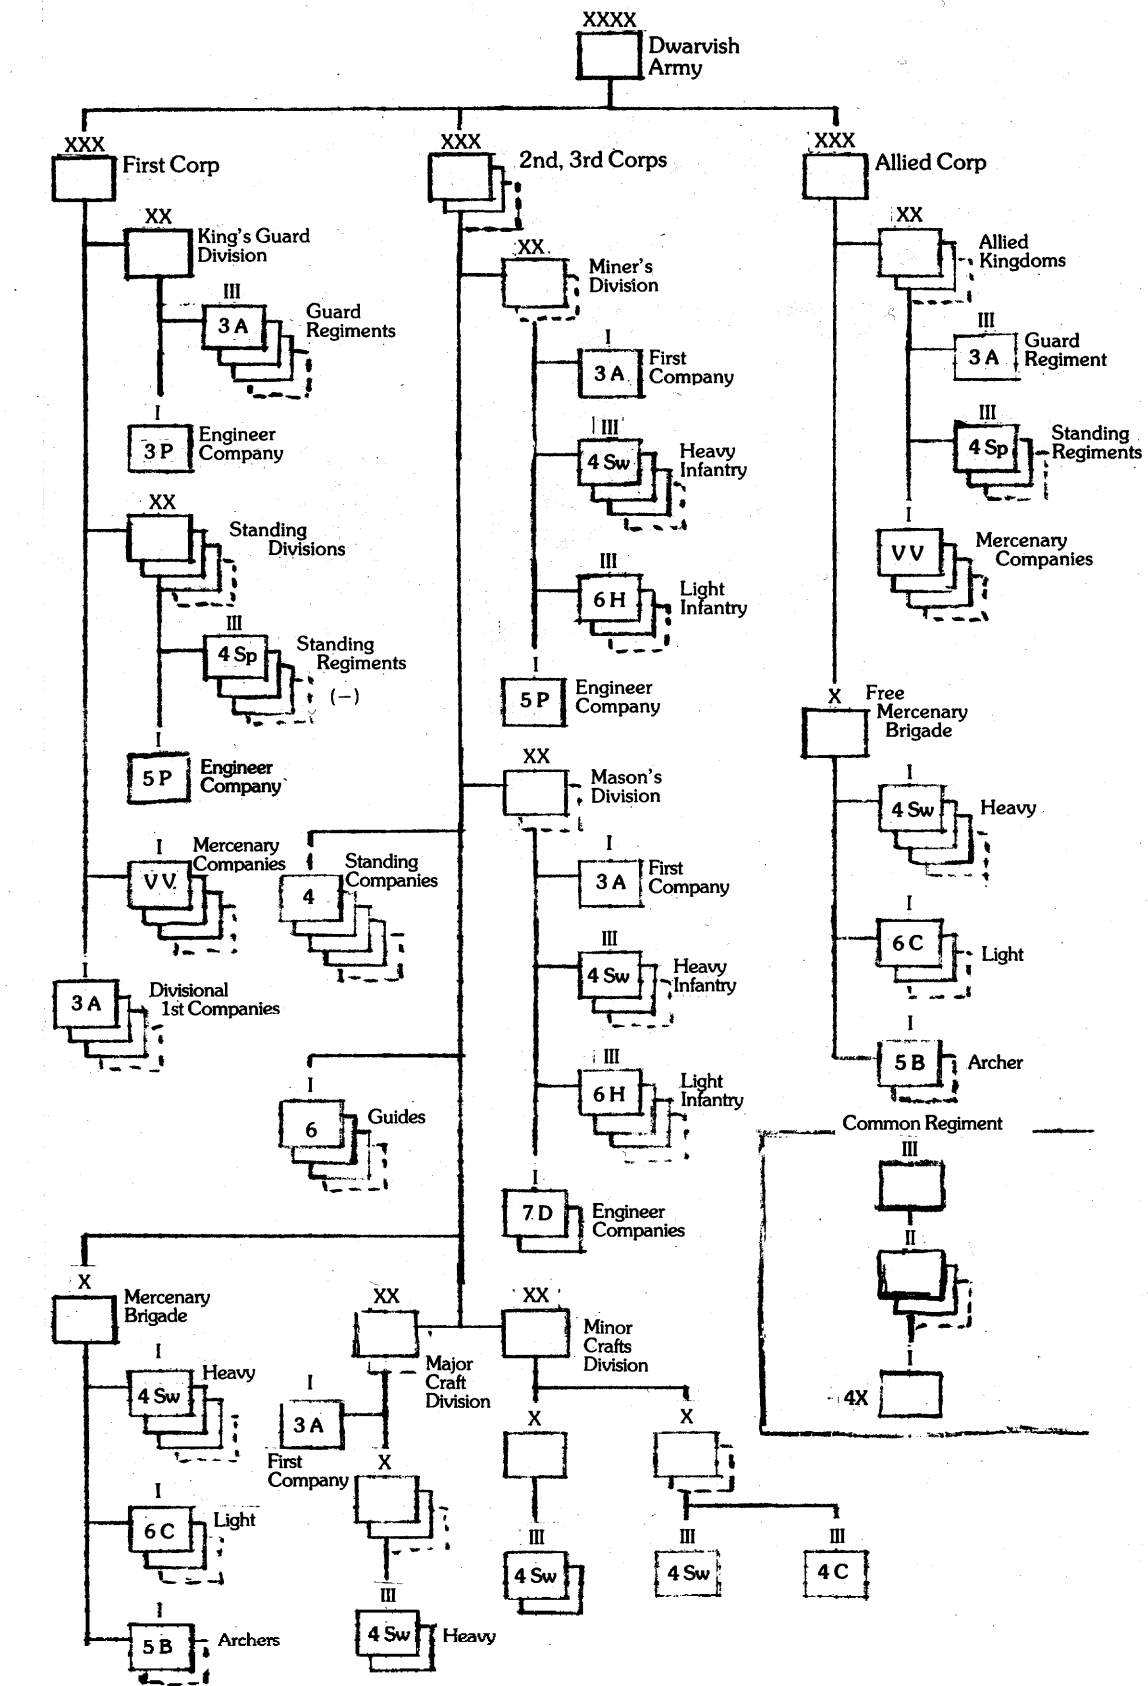 XXXX
Dwarvish
Army
XXX
First Corp
XX
King's Guard
Division
III
3 A
Guard
Regiments
I
3 P
Engineer
Company
XX
Standing
Divisions
III
4 Sp
Standing
Regiments
(−)
I
5 P
Engineer
Company
I
V V
Mercenary
Companies
I
3 A
Divisional
1st Companies
XXX
2nd, 3rd Corps
XX
Miner's
Division
I
3 A
First
Company
III
4 Sw
Heavy
Infantry
III
6 H
Light
Infantry
I
5 P
Engineer
Company
XX
Mason's
Division
I
3 A
First
Company
III
4 Sw
Heavy
Infantry
III
6 H
Light
Infantry
I
7 D
Engineer
Companies
4
Standing
Companies
I
6
Guides
X
Mercenary
Brigade
I
4 Sw
Heavy
I
6 C
Light
I
5 B
Archers
XX
Major
Craft
Division
I
3 A
First
Company
X
III
4 Sw
Heavy
XX
Minor
Crafts
Division
X
III
4 Sw
X
III
4 Sw
III
4 C
XXX
Allied Corp
XX
Allied
Kingdoms
III
3 A
Guard
Regiment
III
4 Sp
Standing
Regiments
I
V V
Mercenary
Companies
X
Free
Mercenary
Brigade
I
4 Sw
Heavy
I
6 C
Light
I
5 B
Archer
Common Regiment
III
II
I
4X